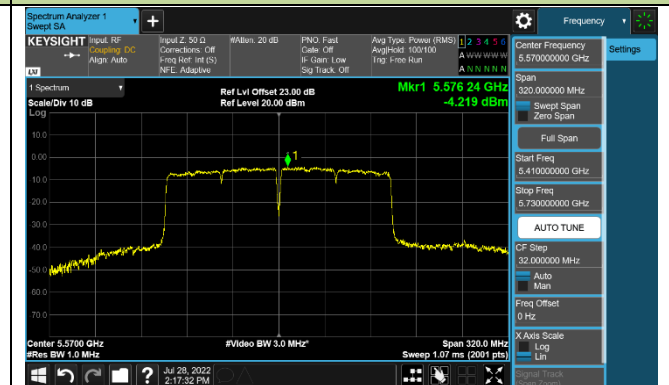 Spectrum Analyzer 1
Swept SA
Frequency
KEYSIGHT
Input: RF
Coupling: DC
Align: Auto
Input Z: 50 Ω
Corrections: Off
Freq Ref: Int (S)
NFE: Adaptive
#Atten: 20 dB
PNO: Fast
Gate: Off
IF Gain: Low
Sig Track: Off
Avg Type: Power (RMS)
Avg|Hold: 100/100
Trig: Free Run
1 2 3 4 5 6
A W W W W W
A N N N N N
LXI
1 Spectrum
Scale/Div 10 dB
Ref Lvl Offset 23.00 dB
Ref Level 20.00 dBm
Mkr1 5.576 24 GHz
-4.219 dBm
Log
10.0
0.00
1
10.0
20.0
30.0
40.0
-50.0
60.0
70.0
Center 5.5700 GHz
#Res BW 1.0 MHz
#Video BW 3.0 MHz*
Span 320.0 MHz
Sweep 1.07 ms (2001 pts)
Jul 28, 2022
2:17:32 PM
?
Center Frequency
5.570000000 GHz
Span
320.000000 MHz
Swept Span
Zero Span
Full Span
Start Freq
5.410000000 GHz
Stop Freq
5.730000000 GHz
AUTO TUNE
CF Step
32.000000 MHz
Auto
Man
Freq Offset
0 Hz
X Axis Scale
Log
Lin
Signal Track
(Span Zoom)
Settings